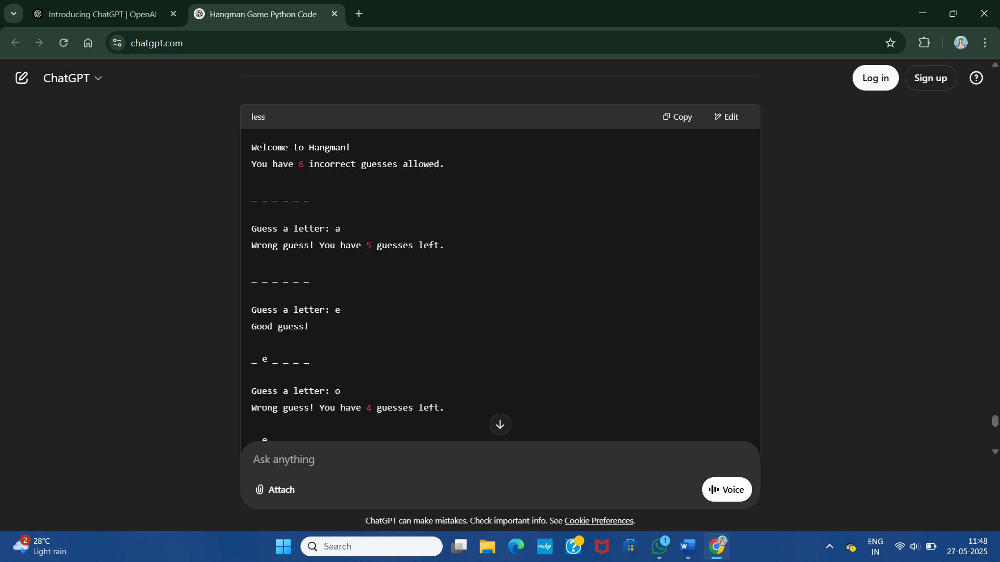 Introducing ChatGPT | OpenAI
Hangman Game Python Code
chatgpt.com
ChatGPT
Log in
Sign up
less
Copy
Edit
Welcome to Hangman!
You have 6 incorrect guesses allowed.
_ _ _ _ _ _
Guess a letter: a
Wrong guess! You have 5 guesses left.
_ _ _ _ _ _
Guess a letter: e
Good guess!
_ e _ _ _ _
Guess a letter: o
Wrong guess! You have 4 guesses left.
e
Ask anything
Attach
Voice
ChatGPT can make mistakes. Check important info. See Cookie Preferences.
2
28°C
Light rain
Search
myhp
1
W
ENG
IN
11:48
27-05-2025